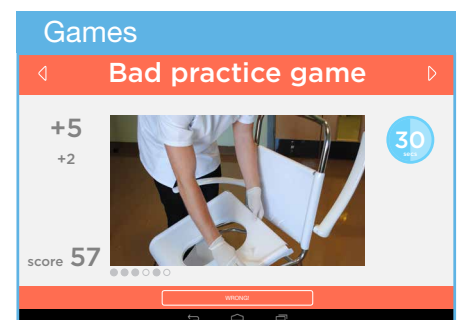 Games
Bad practice game
+5
+2
30
secs
score 57
WRONG!